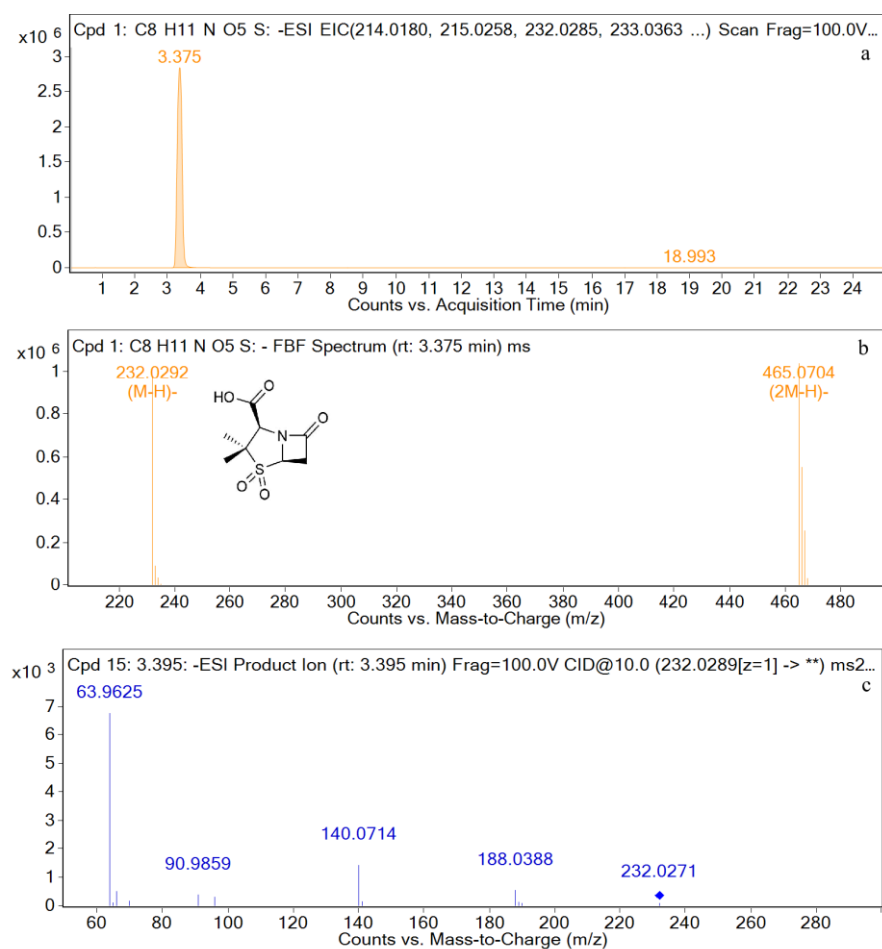 Cpd 1: C8 H11 N O5 S: -ESI EIC(214.0180, 215.0258, 232.0285, 233.0363 ...) Scan Frag=100.0V...
x10 6
a
3.375
3
2.5
2
1.5
1
0.5
0
18.993
1 2 3 4 5 6 7 8 9 10 11 12 13 14 15 16 17 18 19 20 21 22 23 24
Counts vs. Acquisition Time (min)
Cpd 1: C8 H11 N O5 S: - FBF Spectrum (rt: 3.375 min) ms
x10 6
b
232.0292
(M-H)-
465.0704
(2M-H)-
1
0.8
0.6
0.4
0.2
0
HO
O
N
O
S
O
O
220 240 260 280 300 320 340 360 380 400 420 440 460 480
Counts vs. Mass-to-Charge (m/z)
Cpd 15: 3.395: -ESI Product Ion (rt: 3.395 min) Frag=100.0V CID@10.0 (232.0289[z=1] -> **) ms2...
x10 3
c
63.9625
7
6
5
4
3
2
1
0
90.9859
140.0714
188.0388
232.0271
60 80 100 120 140 160 180 200 220 240 260 280
Counts vs. Mass-to-Charge (m/z)